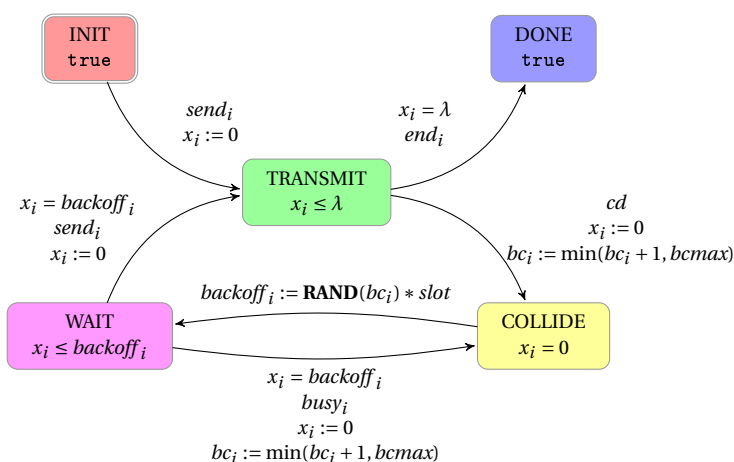 INIT
true
DONE
true
send_i
x_i := 0
x_i = λ
end_i
TRANSMIT
x_i ≤ λ
x_i = backoff_i
send_i
x_i := 0
cd
x_i := 0
bc_i := min(bc_i + 1, bcmax)
backoff_i := RAND(bc_i) * slot
WAIT
x_i ≤ backoff_i
COLLIDE
x_i = 0
x_i = backoff_i
busy_i
x_i := 0
bc_i := min(bc_i + 1, bcmax)